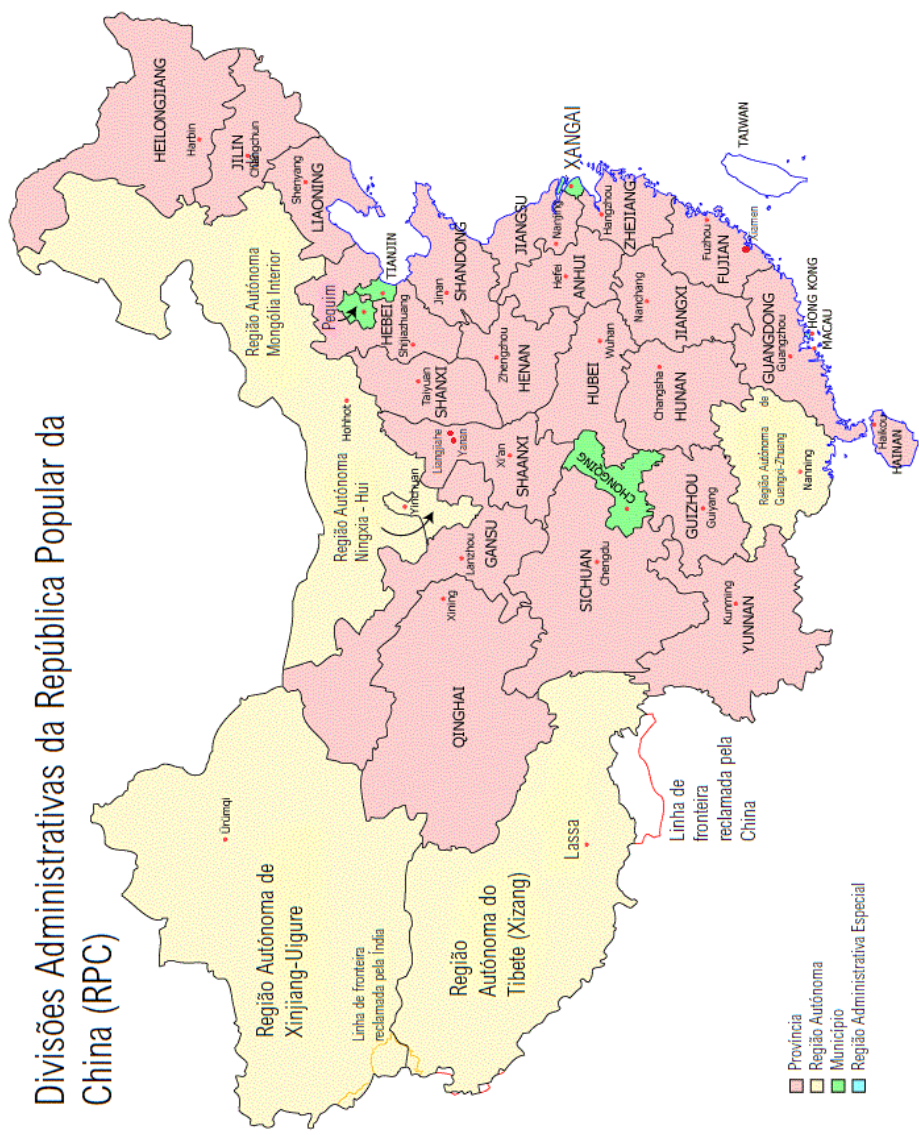 Divisões Administrativas da República Popular da
China (RPC)
HEILONGJIANG
Harbin
JILIN
Changchun
Shenyang
LIAONING
Região Autónoma
Mongólia Interior
Pequim
TIANJIN
HEBEI
Shijiazhuang
Hohhot
Região Autónoma
Ningxia - Hui
Yinchuan
Taiyuan
SHANXI
Jinan
SHANDONG
Liangjiahe
Yanan
Xi'an
SHAANXI
Zhengzhou
HENAN
JIANGSU
Nanjing
XANGAI
Hefei
ANHUI
Hangzhou
ZHEJIANG
Ürümqi
Região Autónoma de
Xinjiang-Uigure
Linha de fronteira
reclamada pela Índia
Lanzhou
GANSU
Xining
QINGHAI
Região
Autónoma do
Tibete (Xizang)
Lassa
Linha de
fronteira
reclamada pela
China
SICHUAN
Chengdu
CHONGQING
HUBEI
Wuhan
Nanchang
JIANGXI
Changsha
HUNAN
Fuzhou
FUJIAN
Xiamen
TAIWAN
GUIZHOU
Guiyang
Kunming
YUNNAN
Região Autónoma de
Guangxi-Zhuang
Nanning
GUANGDONG
Guangzhou
HONG KONG
MACAU
Haikou
HAINAN
Província
Região Autónoma
Município
Região Administrativa Especial